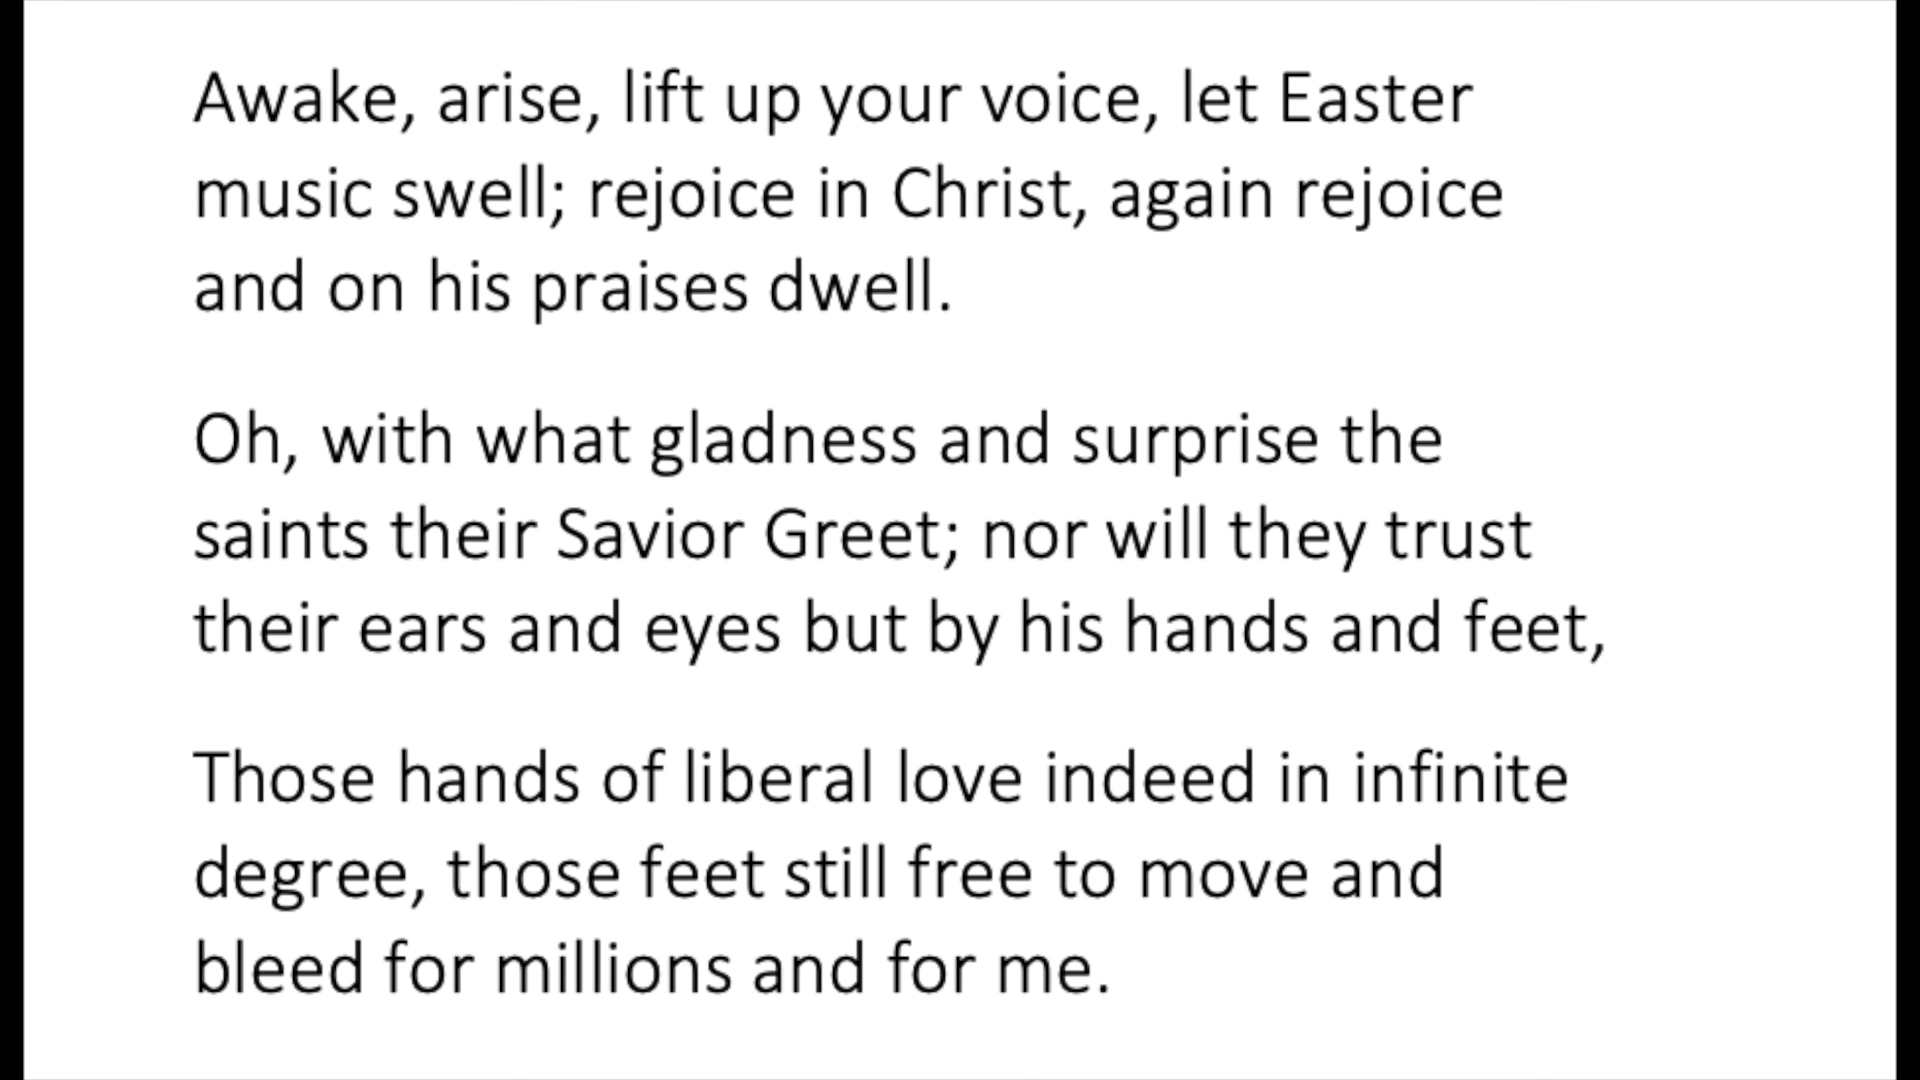 Awake, arise, lift up your voice, let Easter
music swell; rejoice in Christ, again rejoice
and on his praises dwell.
Oh, with what gladness and surprise the
saints their Savior Greet; nor will they trust
their ears and eyes but by his hands and feet,
Those hands of liberal love indeed in infinite
degree, those feet still free to move and
bleed for millions and for me.